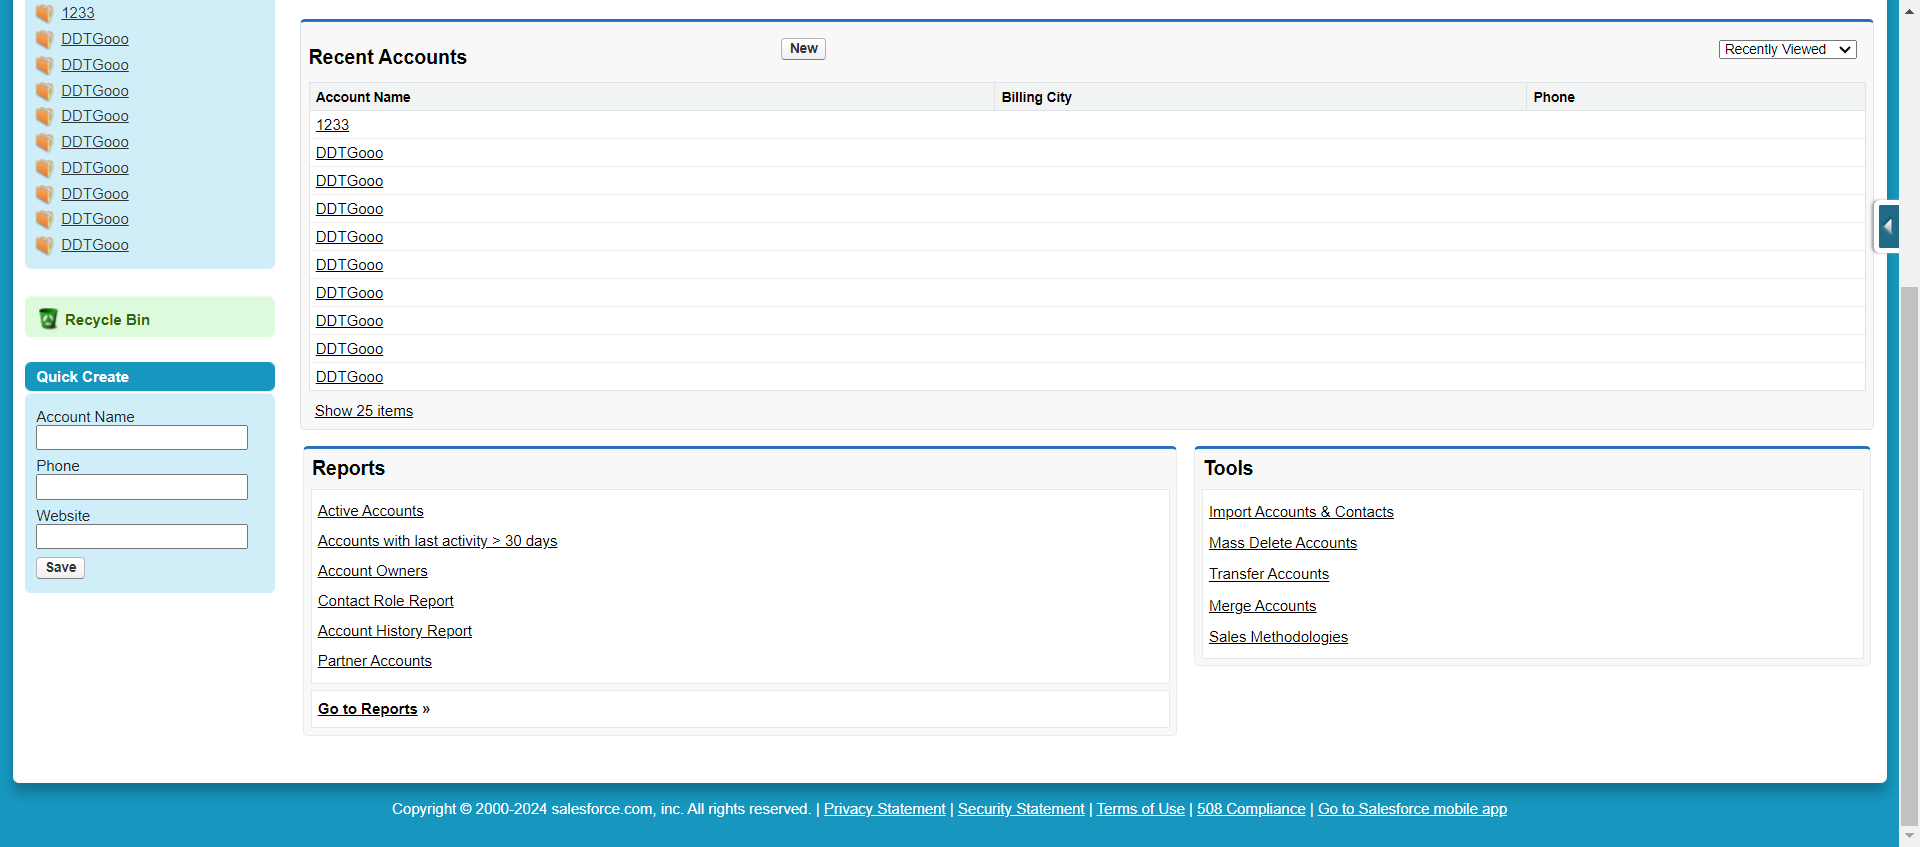 1233
DDTGooo
DDTGooo
DDTGooo
DDTGooo
DDTGooo
DDTGooo
DDTGooo
DDTGooo
DDTGooo
Recycle Bin
Quick Create
Account Name
Phone
Website
Save
Recent Accounts
New
Recently Viewed
Account Name Billing City Phone
1233
DDTGooo
DDTGooo
DDTGooo
DDTGooo
DDTGooo
DDTGooo
DDTGooo
DDTGooo
DDTGooo
Show 25 items
Reports
Active Accounts
Accounts with last activity > 30 days
Account Owners
Contact Role Report
Account History Report
Partner Accounts
Go to Reports »
Tools
Import Accounts & Contacts
Mass Delete Accounts
Transfer Accounts
Merge Accounts
Sales Methodologies
Copyright © 2000-2024 salesforce.com, inc. All rights reserved. | Privacy Statement | Security Statement | Terms of Use | 508 Compliance | Go to Salesforce mobile app